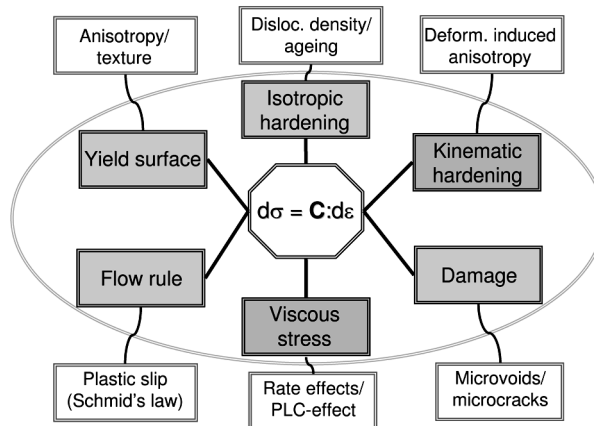 Anisotropy/
texture
Disloc. density/
ageing
Deform. induced
anisotropy
Isotropic
hardening
Yield surface
Kinematic
hardening
dσ = C:dε
Flow rule
Damage
Viscous
stress
Plastic slip
(Schmid's law)
Rate effects/
PLC-effect
Microvoids/
microcracks